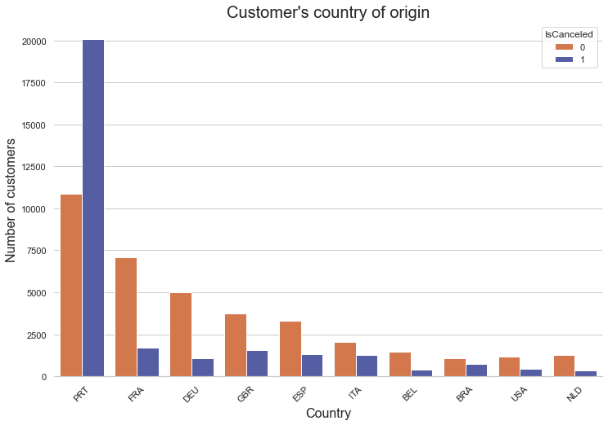 Customer's country of origin
IsCanceled
0
1
20000
17500
15000
12500
10000
7500
5000
2500
0
Number of customers
PRT FRA DEU GBR ESP ITA BEL BRA USA NLD
Country